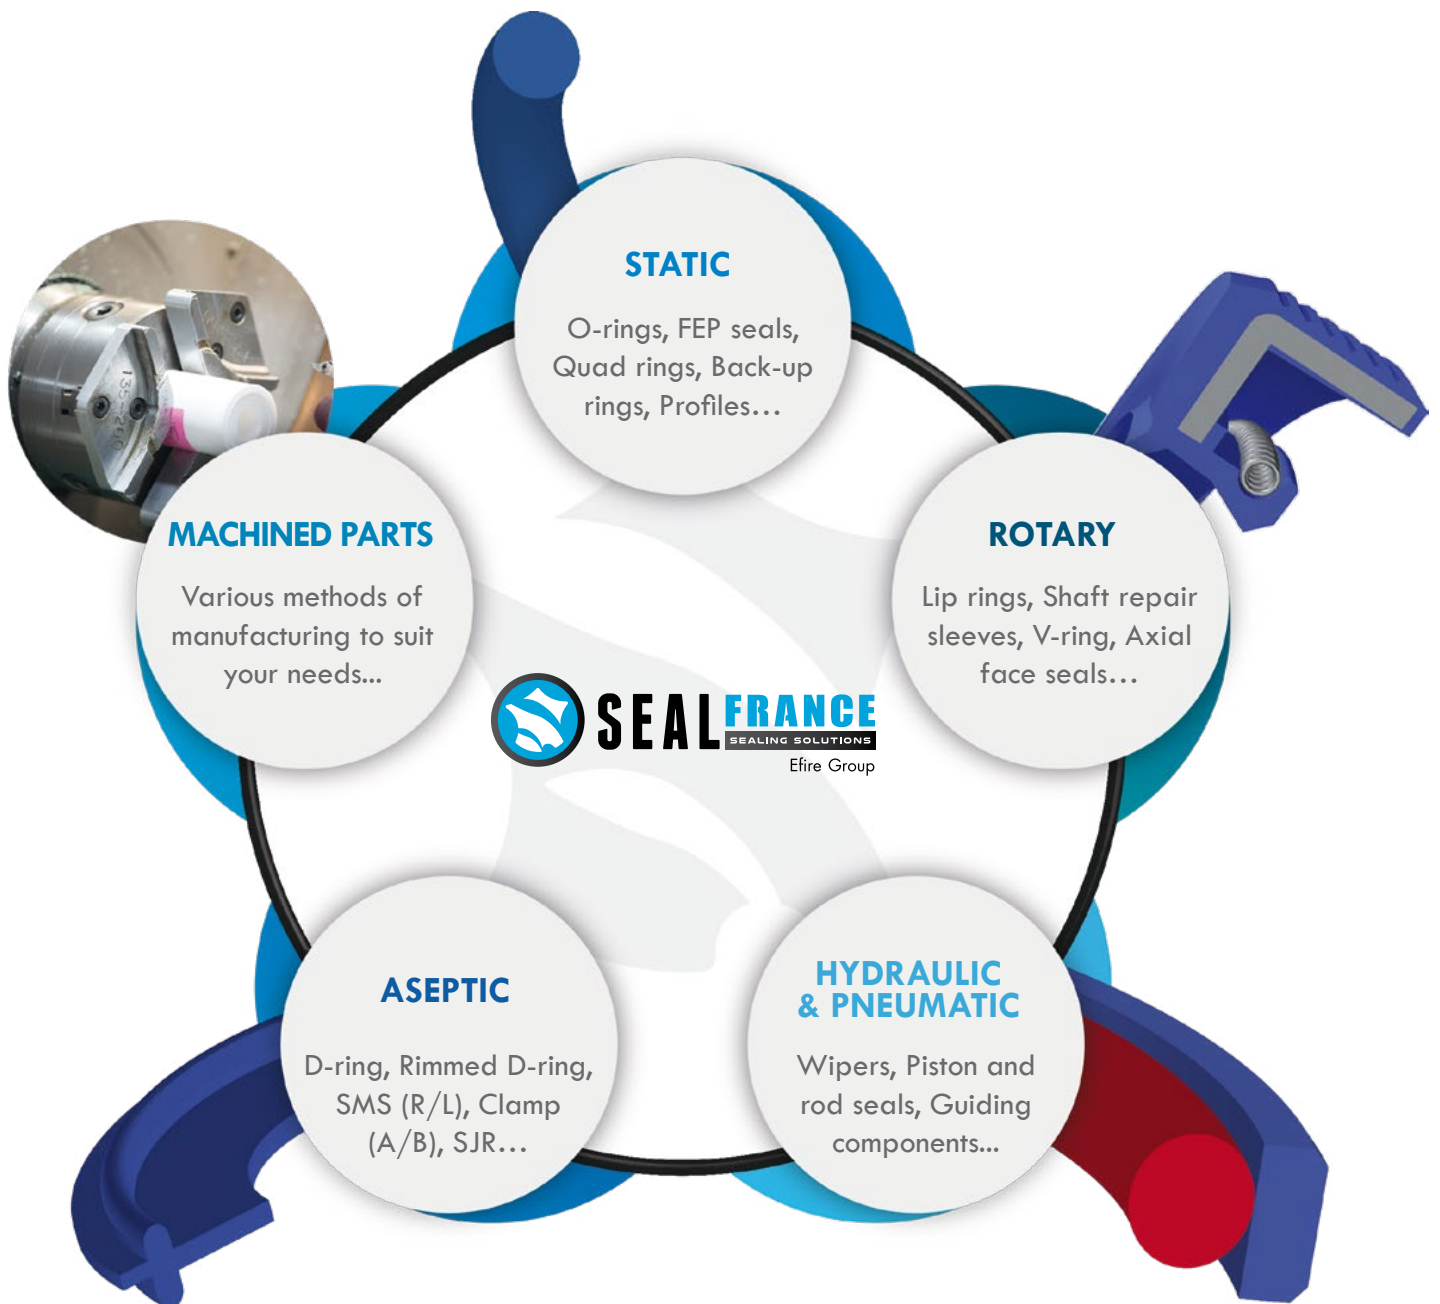 STATIC
O-rings, FEP seals,
Quad rings, Back-up
rings, Profiles…
MACHINED PARTS
Various methods of
manufacturing to suit
your needs...
ROTARY
Lip rings, Shaft repair
sleeves, V-ring, Axial
face seals…
SEAL FRANCE
SEALING SOLUTIONS
Efire Group
ASEPTIC
D-ring, Rimmed D-ring,
SMS (R/L), Clamp
(A/B), SJR…
HYDRAULIC
& PNEUMATIC
Wipers, Piston and
rod seals, Guiding
components...